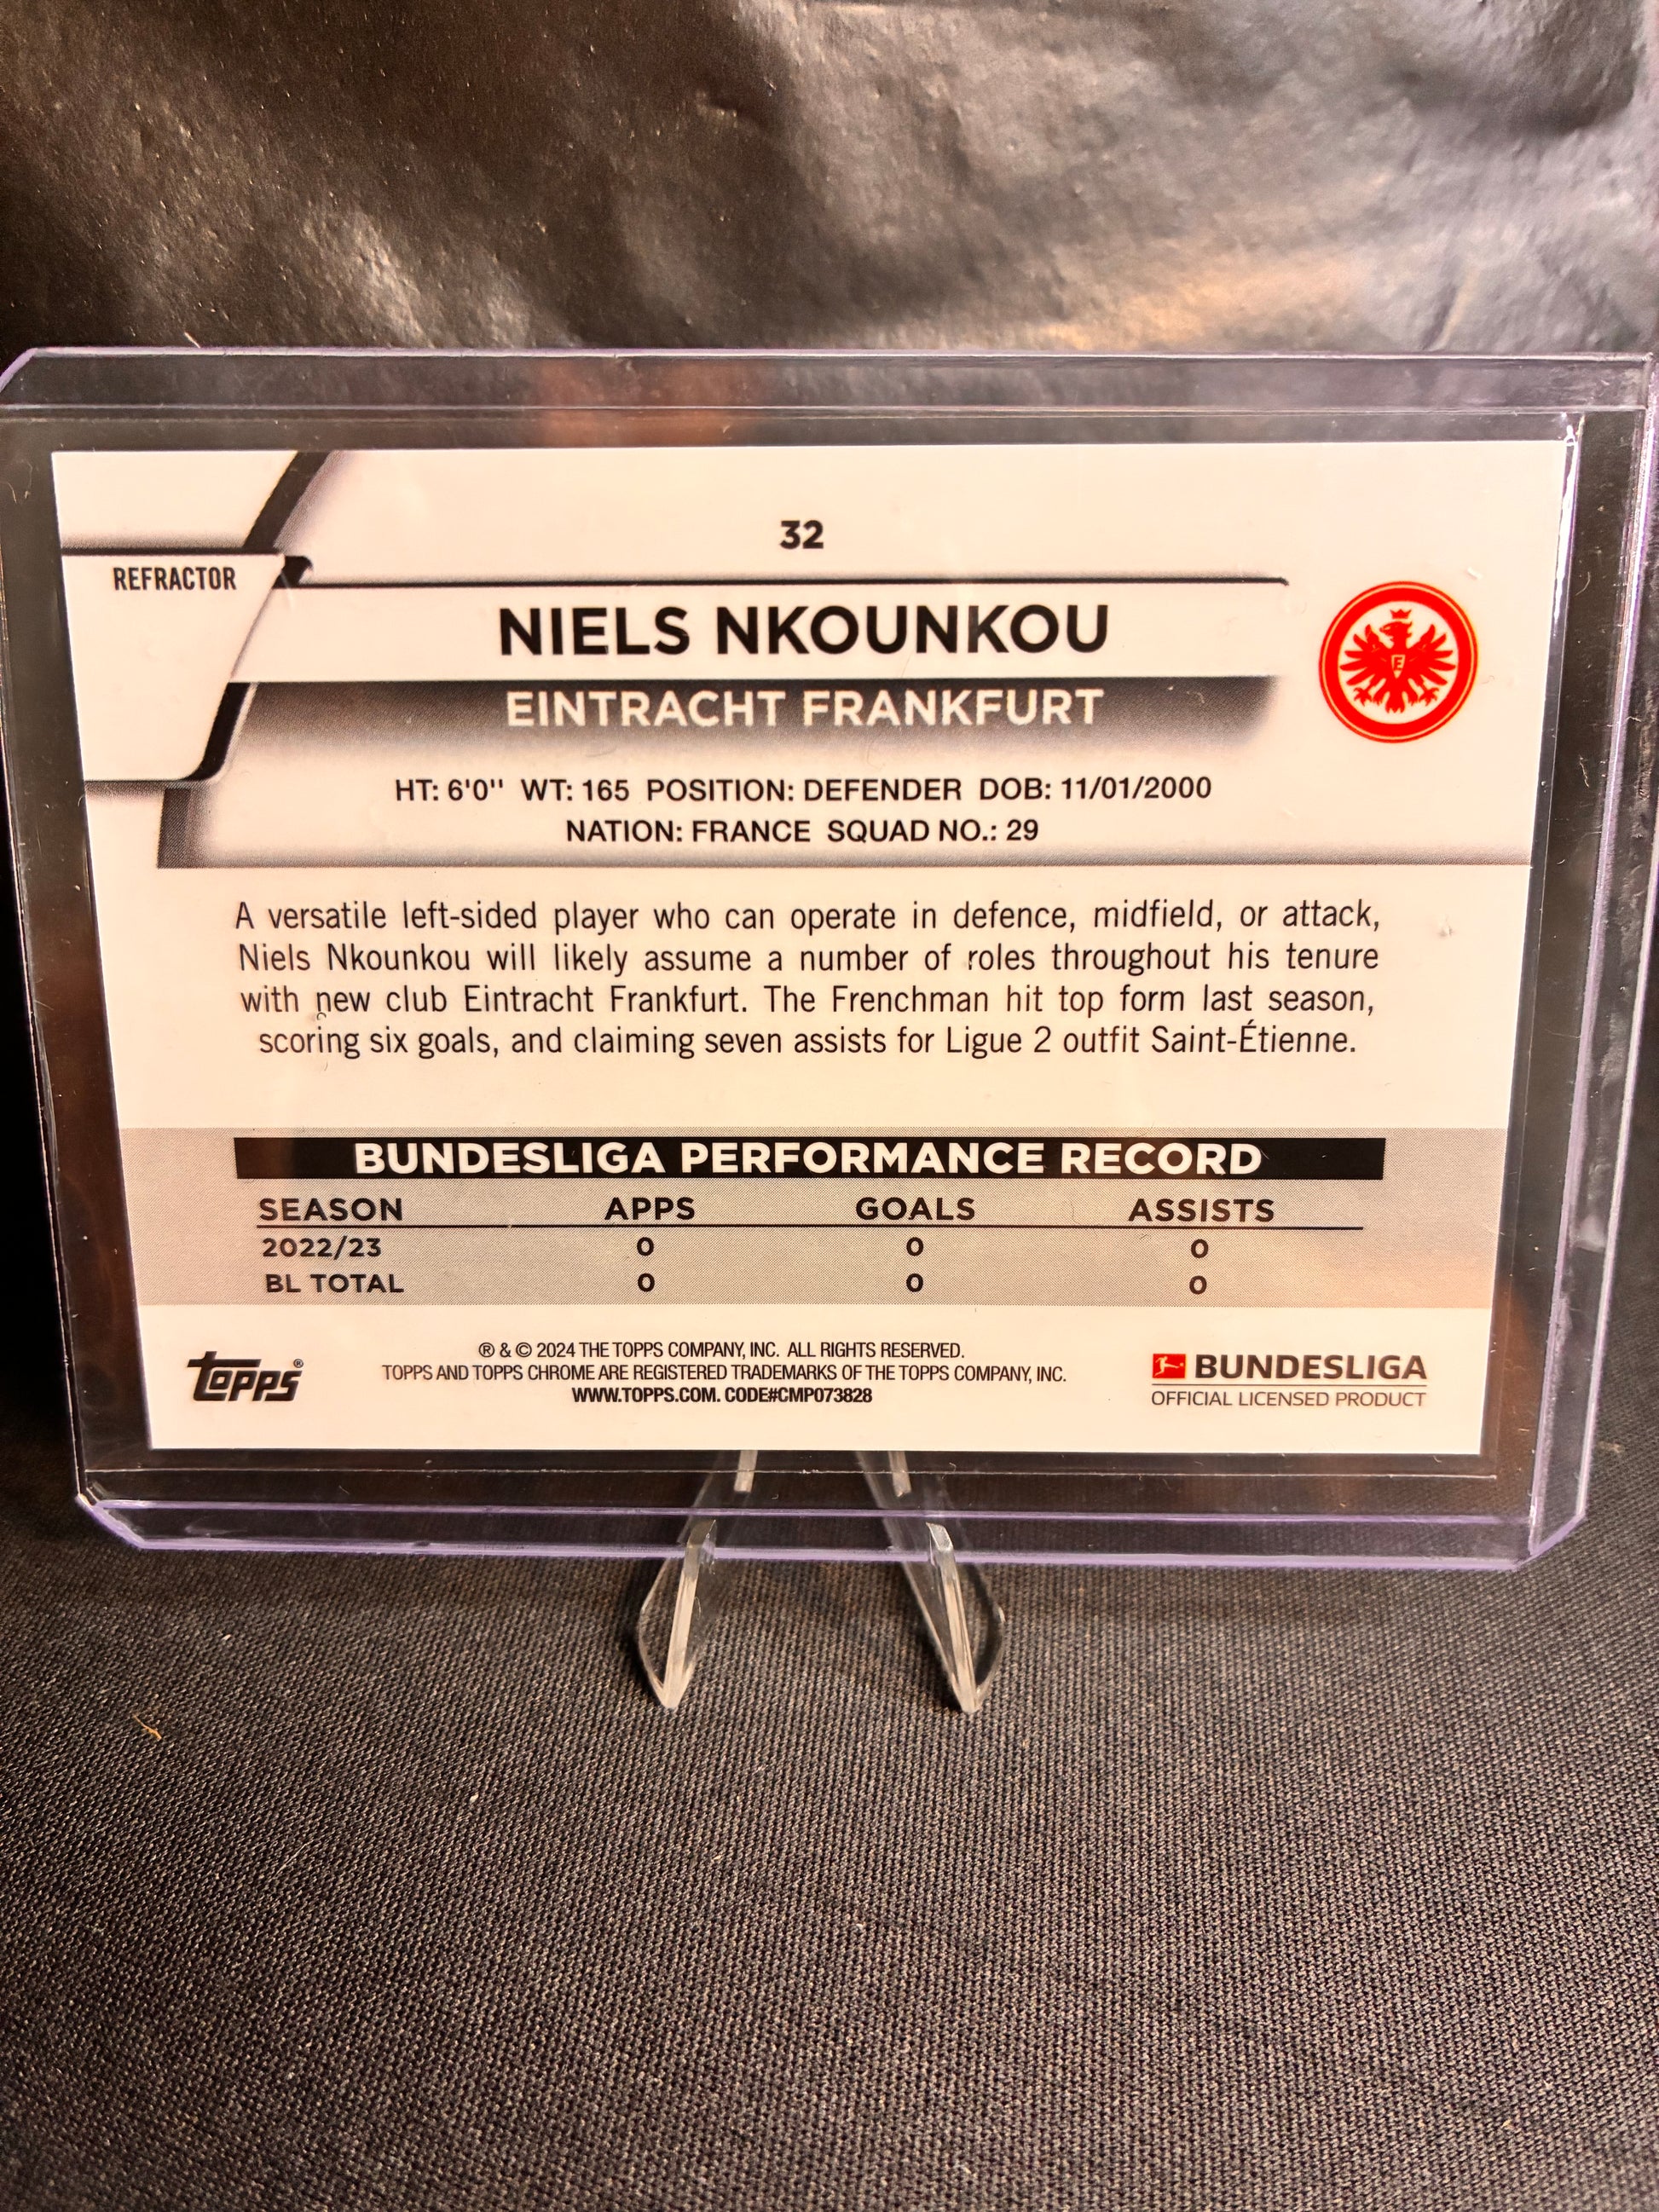 32
REFRACTOR
NIELS NKOUNKOU
EINTRACHT FRANKFURT
HT: 6'0'' WT: 165 POSITION: DEFENDER DOB: 11/01/2000
NATION: FRANCE SQUAD NO.: 29
A versatile left-sided player who can operate in defence, midfield, or attack,
Niels Nkounkou will likely assume a number of roles throughout his tenure
with new club Eintracht Frankfurt. The Frenchman hit top form last season,
scoring six goals, and claiming seven assists for Ligue 2 outfit Saint-Étienne.
BUNDESLIGA PERFORMANCE RECORD
SEASON APPS GOALS ASSISTS
2022/23 0 0 0
BL TOTAL 0 0 0
® & © 2024 THE TOPPS COMPANY, INC. ALL RIGHTS RESERVED.
TOPPS AND TOPPS CHROME ARE REGISTERED TRADEMARKS OF THE TOPPS COMPANY, INC.
WWW.TOPPS.COM. CODE#CMP073828
TOPPS®
BUNDESLIGA
OFFICIAL LICENSED PRODUCT